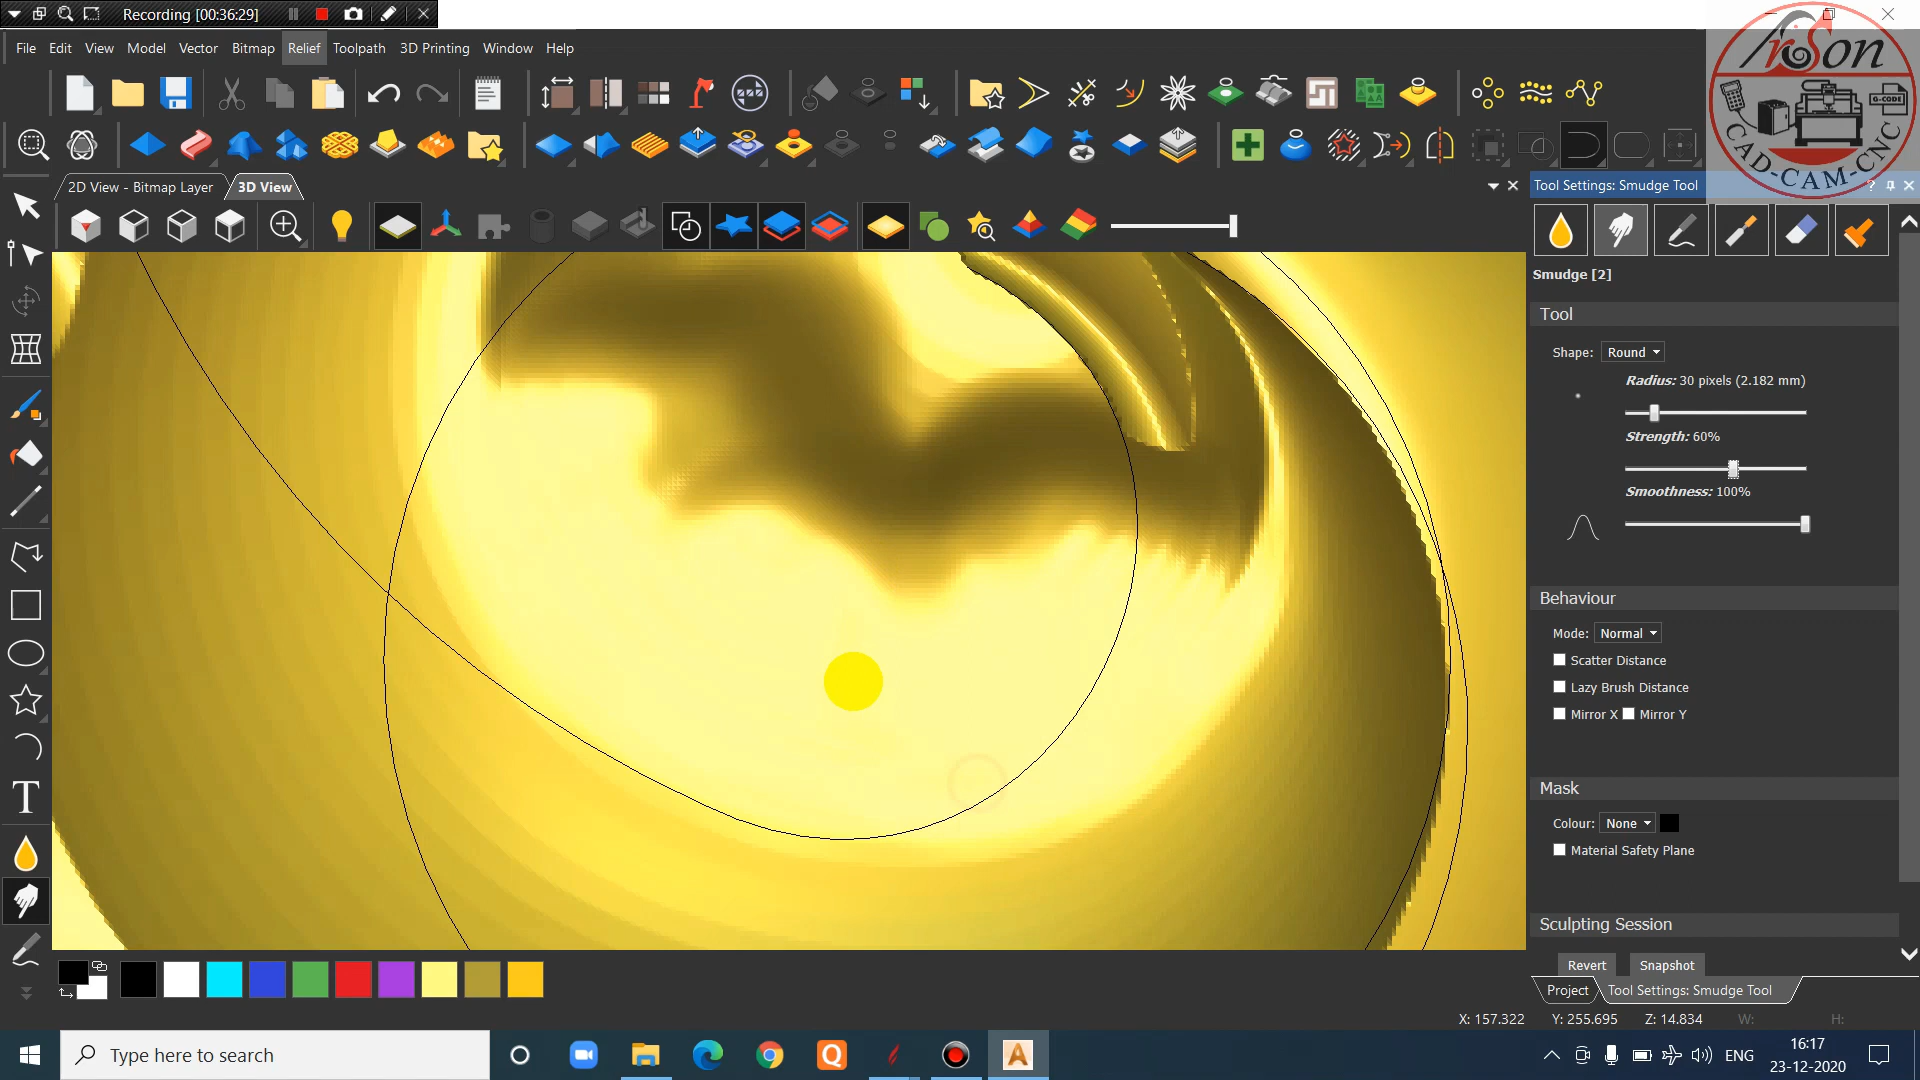 Recording [00:36:29]
File Edit View Model Vector Bitmap Relief Toolpath 3D Printing Window Help
ArSon
G-CODE
CAD-CAM-CNC
2D View - Bitmap Layer
3D View
Tool Settings: Smudge Tool
Smudge [2]
Tool
Shape: Round
Radius: 30 pixels (2.182 mm)
Strength: 60%
Smoothness: 100%
Behaviour
Mode: Normal
Scatter Distance
Lazy Brush Distance
Mirror X Mirror Y
Mask
Colour: None
Material Safety Plane
Sculpting Session
Revert Snapshot
Project Tool Settings: Smudge Tool
X: 157.322 Y: 255.695 Z: 14.834 W: H:
Type here to search
ENG
16:17
23-12-2020